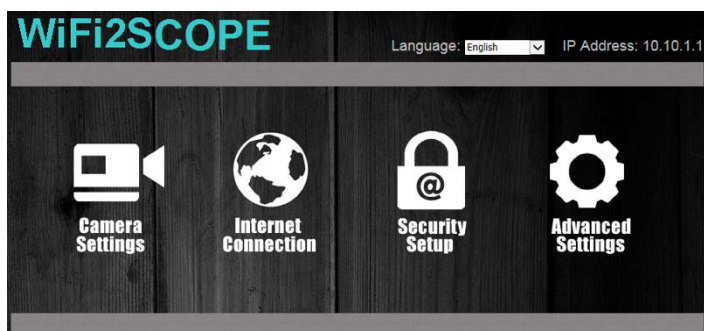 WiFi2SCOPE
Language: English IP Address: 10.10.1.1
Camera
Settings
Internet
Connection
@
Security
Setup
Advanced
Settings